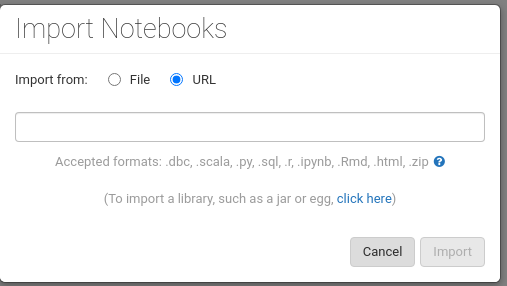 Import Notebooks
Import from: File URL
Accepted formats: .dbc, .scala, .py, .sql, .r, .ipynb, .Rmd, .html, .zip ?
(To import a library, such as a jar or egg, click here)
Cancel Import